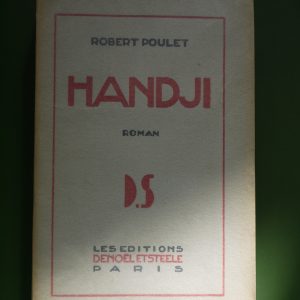 ROBERT POULET
HANDJI
ROMAN
D.S
LES EDITIONS
DENOËL ET STEELE
PARIS